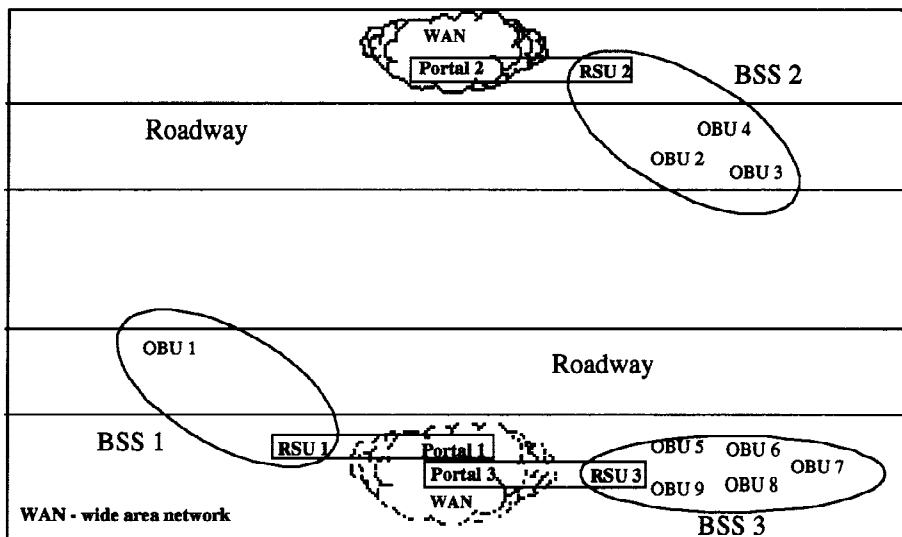 WAN
Portal 2
RSU 2
BSS 2
Roadway
OBU 4
OBU 2
OBU 3
OBU 1
Roadway
BSS 1
RSU 1
Portal 1
Portal 3
RSU 3
WAN
OBU 5
OBU 6
OBU 7
OBU 9
OBU 8
BSS 3
WAN - wide area network